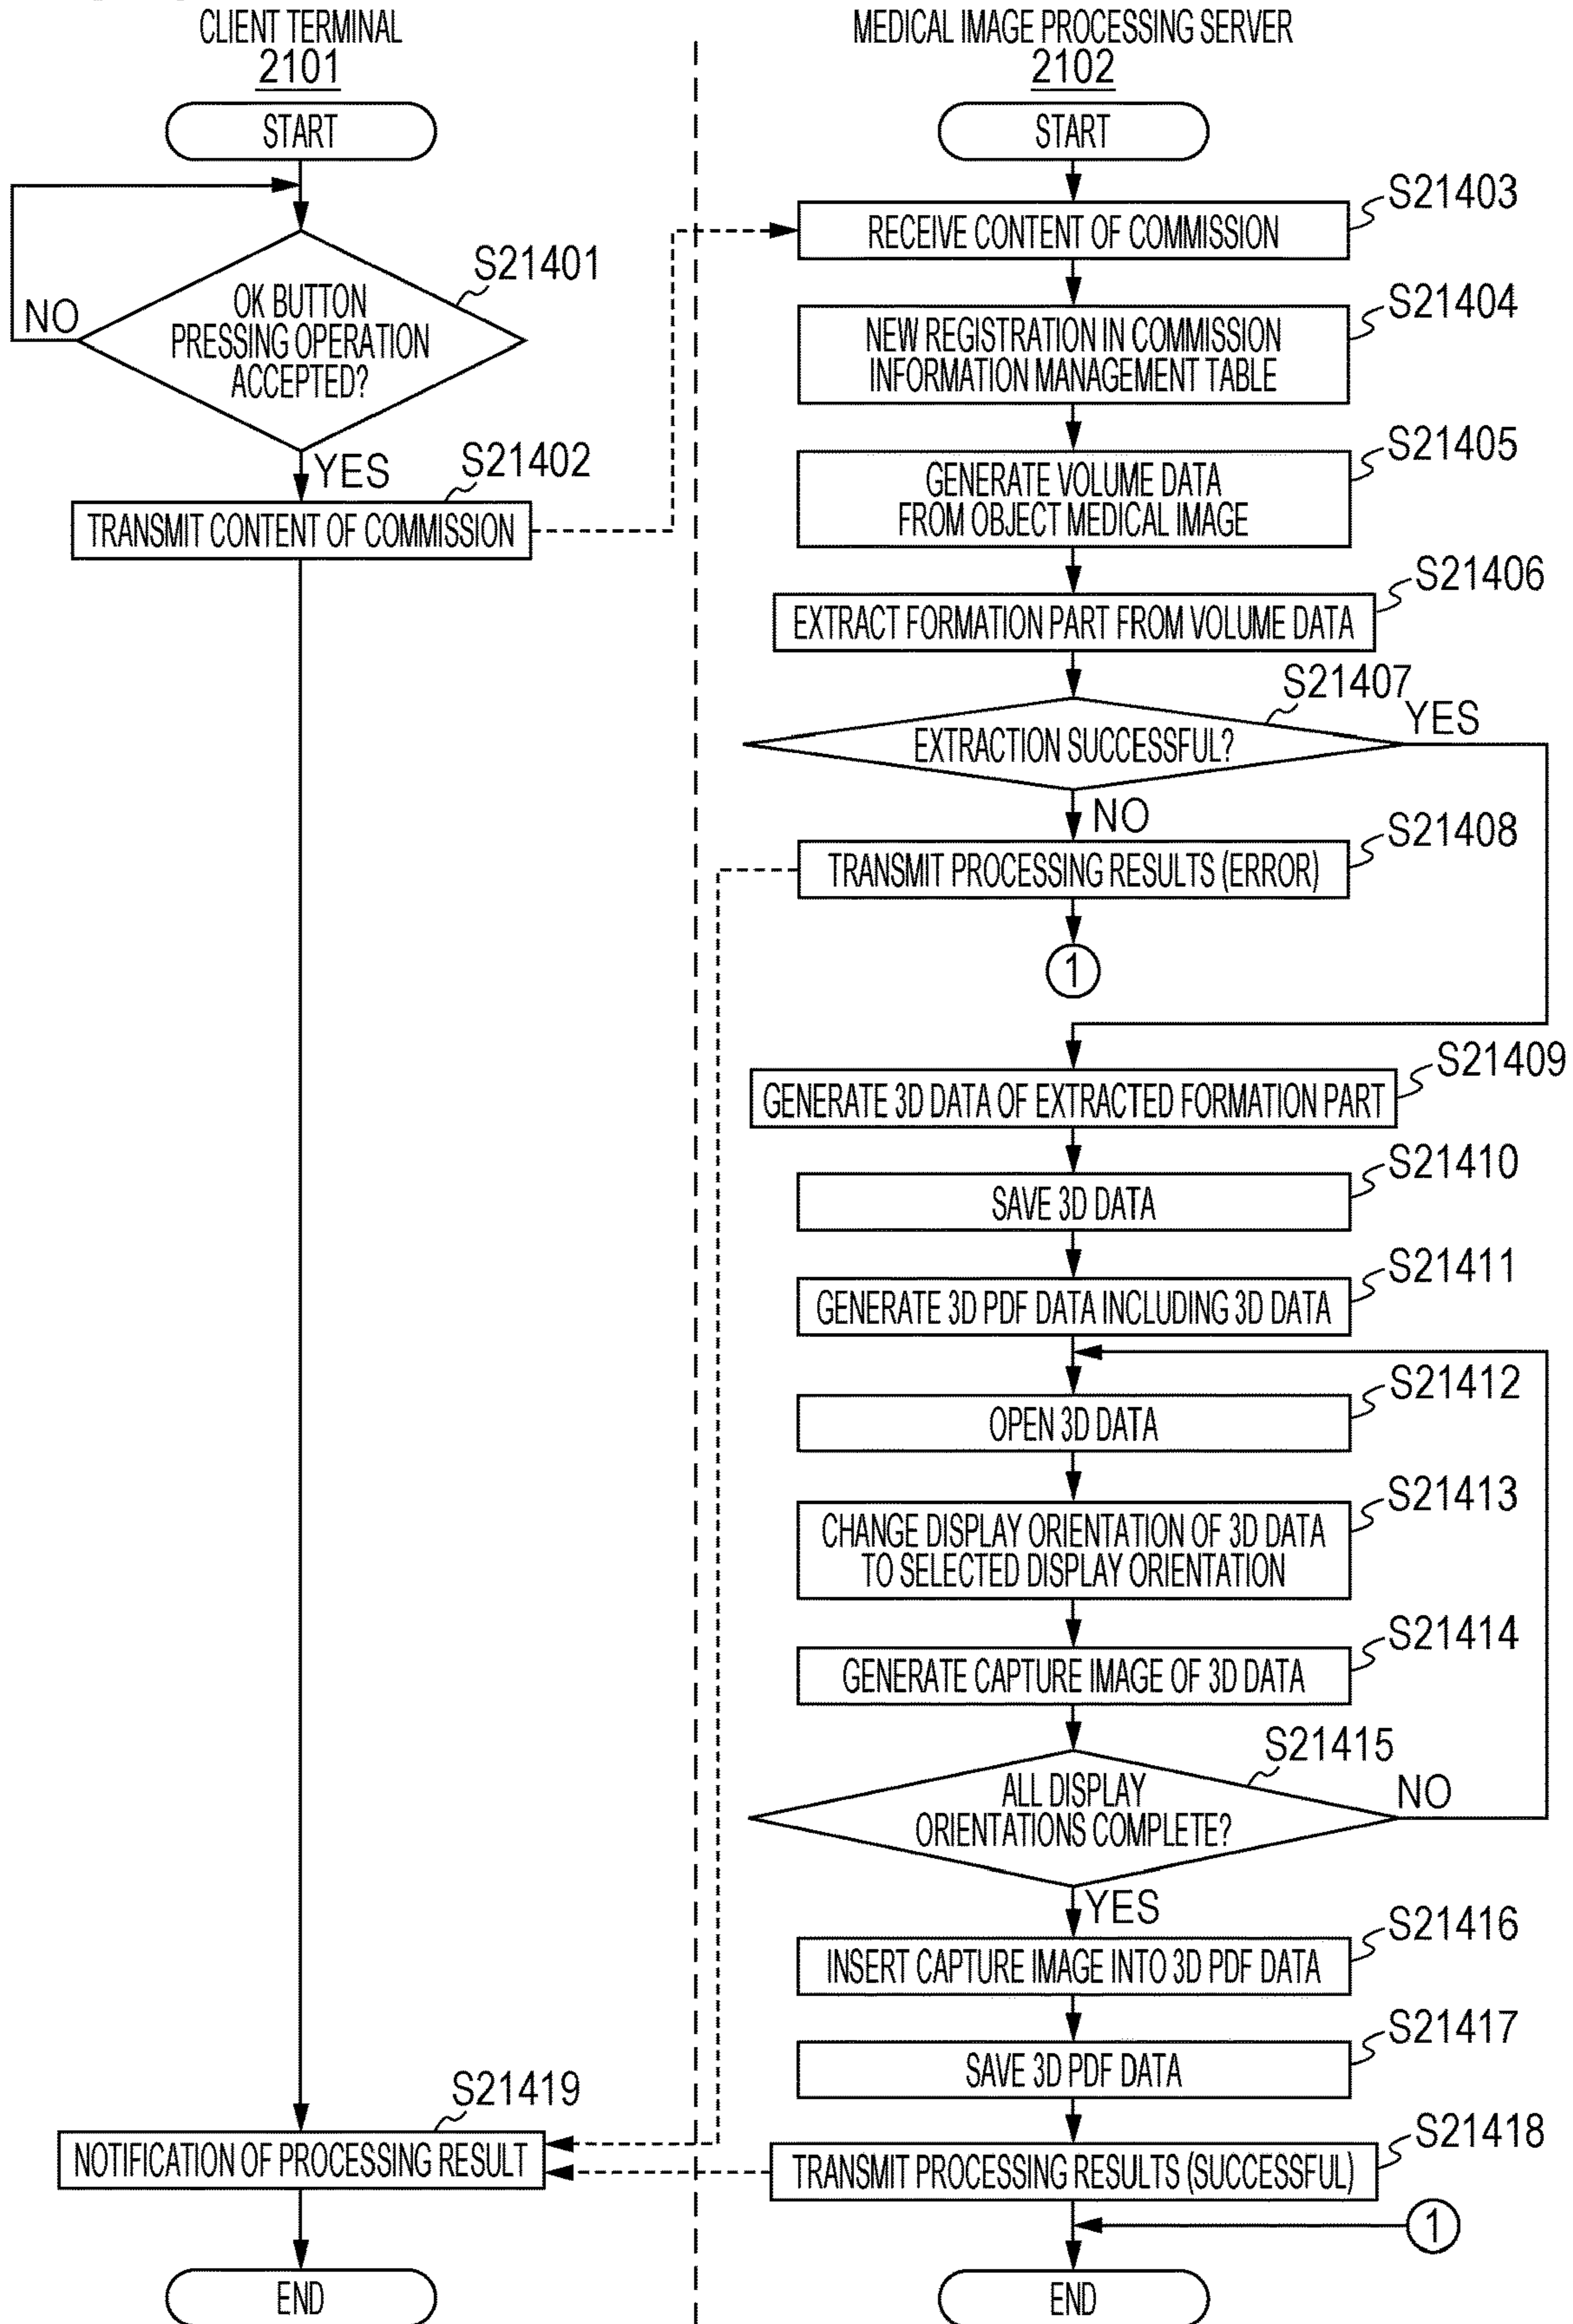 CLIENT TERMINAL
2101
START
S21401
OK BUTTON
PRESSING OPERATION
ACCEPTED?
NO
YES
S21402
TRANSMIT CONTENT OF COMMISSION
S21419
NOTIFICATION OF PROCESSING RESULT
END
MEDICAL IMAGE PROCESSING SERVER
2102
START
S21403
RECEIVE CONTENT OF COMMISSION
S21404
NEW REGISTRATION IN COMMISSION
INFORMATION MANAGEMENT TABLE
S21405
GENERATE VOLUME DATA
FROM OBJECT MEDICAL IMAGE
S21406
EXTRACT FORMATION PART FROM VOLUME DATA
S21407
EXTRACTION SUCCESSFUL?
YES
NO
S21408
TRANSMIT PROCESSING RESULTS (ERROR)
1
S21409
GENERATE 3D DATA OF EXTRACTED FORMATION PART
S21410
SAVE 3D DATA
S21411
GENERATE 3D PDF DATA INCLUDING 3D DATA
S21412
OPEN 3D DATA
S21413
CHANGE DISPLAY ORIENTATION OF 3D DATA
TO SELECTED DISPLAY ORIENTATION
S21414
GENERATE CAPTURE IMAGE OF 3D DATA
S21415
ALL DISPLAY
ORIENTATIONS COMPLETE?
NO
YES
S21416
INSERT CAPTURE IMAGE INTO 3D PDF DATA
S21417
SAVE 3D PDF DATA
S21418
TRANSMIT PROCESSING RESULTS (SUCCESSFUL)
1
END